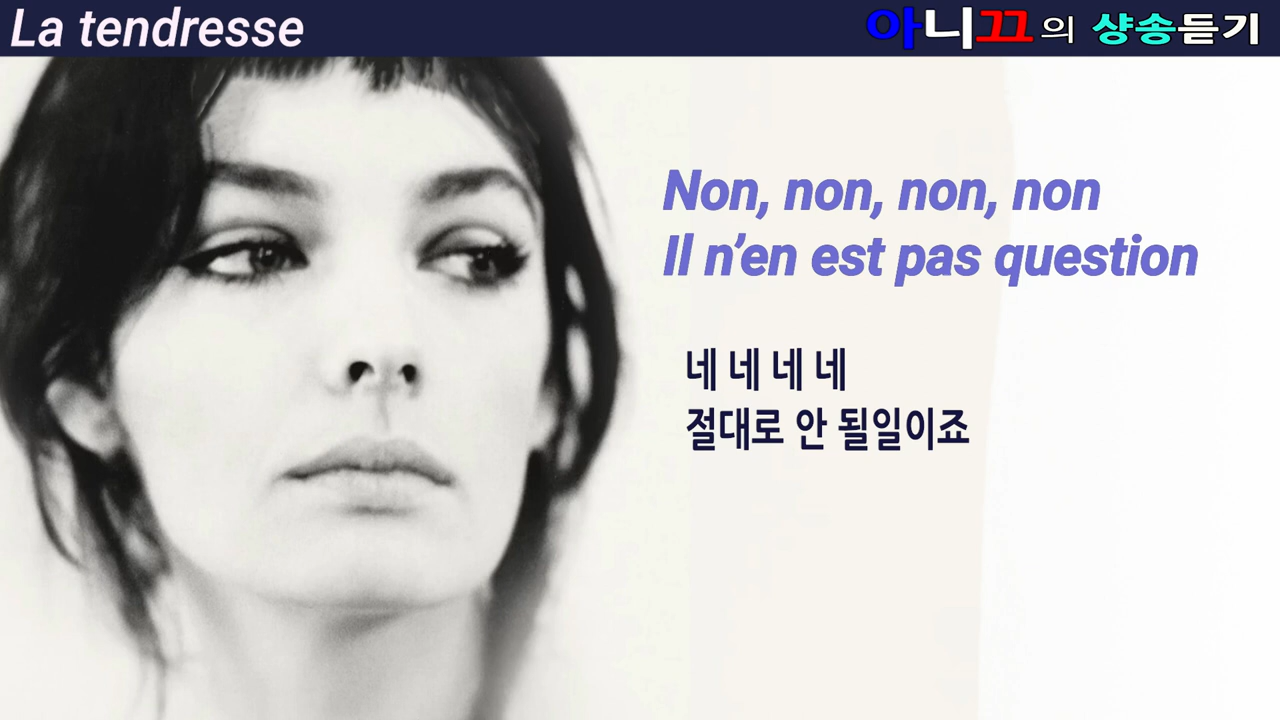 La tendresse
아니끄의 샹송듣기
Non, non, non, non
Il n’en est pas question
네 네 네 네
절대로 안 될일이죠